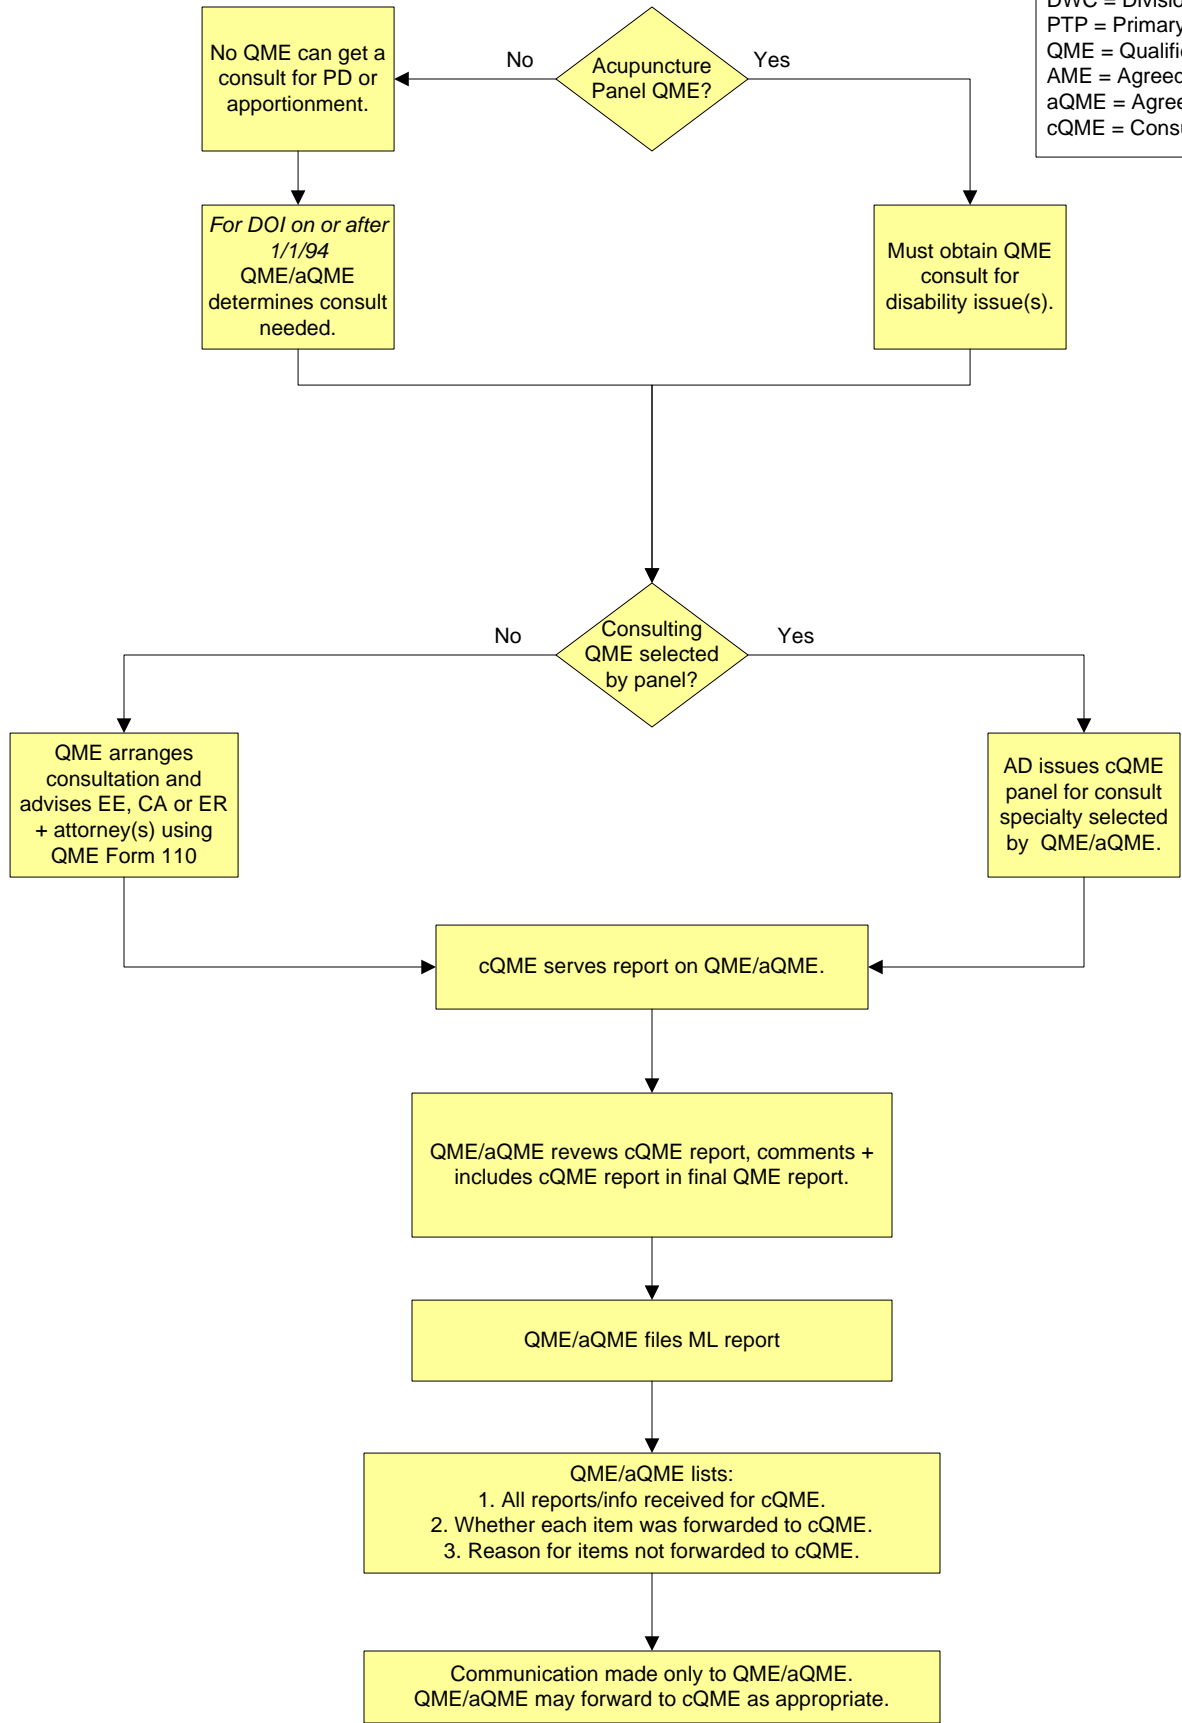 DWC = Division
PTP = Primary
QME = Qualifie
AME = Agreed
aQME = Agree
cQME = Consu
No QME can get a
consult for PD or
apportionment.
No
Acupuncture
Panel QME?
Yes
For DOI on or after
1/1/94
QME/aQME
determines consult
needed.
Must obtain QME
consult for
disability issue(s).
No
Consulting
QME selected
by panel?
Yes
QME arranges
consultation and
advises EE, CA or ER
+ attorney(s) using
QME Form 110
AD issues cQME
panel for consult
specialty selected
by QME/aQME.
cQME serves report on QME/aQME.
QME/aQME revews cQME report, comments +
includes cQME report in final QME report.
QME/aQME files ML report
QME/aQME lists:
1. All reports/info received for cQME.
2. Whether each item was forwarded to cQME.
3. Reason for items not forwarded to cQME.
Communication made only to QME/aQME.
QME/aQME may forward to cQME as appropriate.